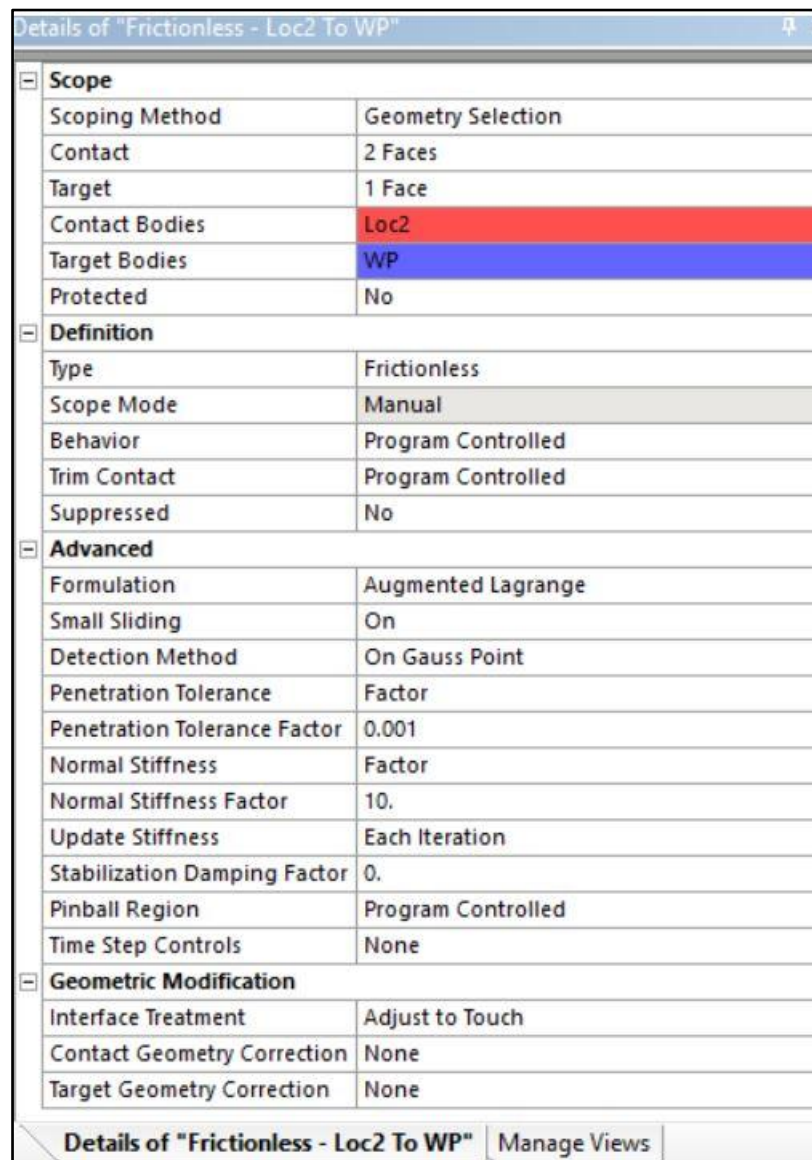 Details of "Frictionless - Loc2 To WP"
Scope
Scoping Method Geometry Selection
Contact 2 Faces
Target 1 Face
Contact Bodies Loc2
Target Bodies WP
Protected No
Definition
Type Frictionless
Scope Mode Manual
Behavior Program Controlled
Trim Contact Program Controlled
Suppressed No
Advanced
Formulation Augmented Lagrange
Small Sliding On
Detection Method On Gauss Point
Penetration Tolerance Factor
Penetration Tolerance Factor 0.001
Normal Stiffness Factor
Normal Stiffness Factor 10.
Update Stiffness Each Iteration
Stabilization Damping Factor 0.
Pinball Region Program Controlled
Time Step Controls None
Geometric Modification
Interface Treatment Adjust to Touch
Contact Geometry Correction None
Target Geometry Correction None
Details of "Frictionless - Loc2 To WP" Manage Views